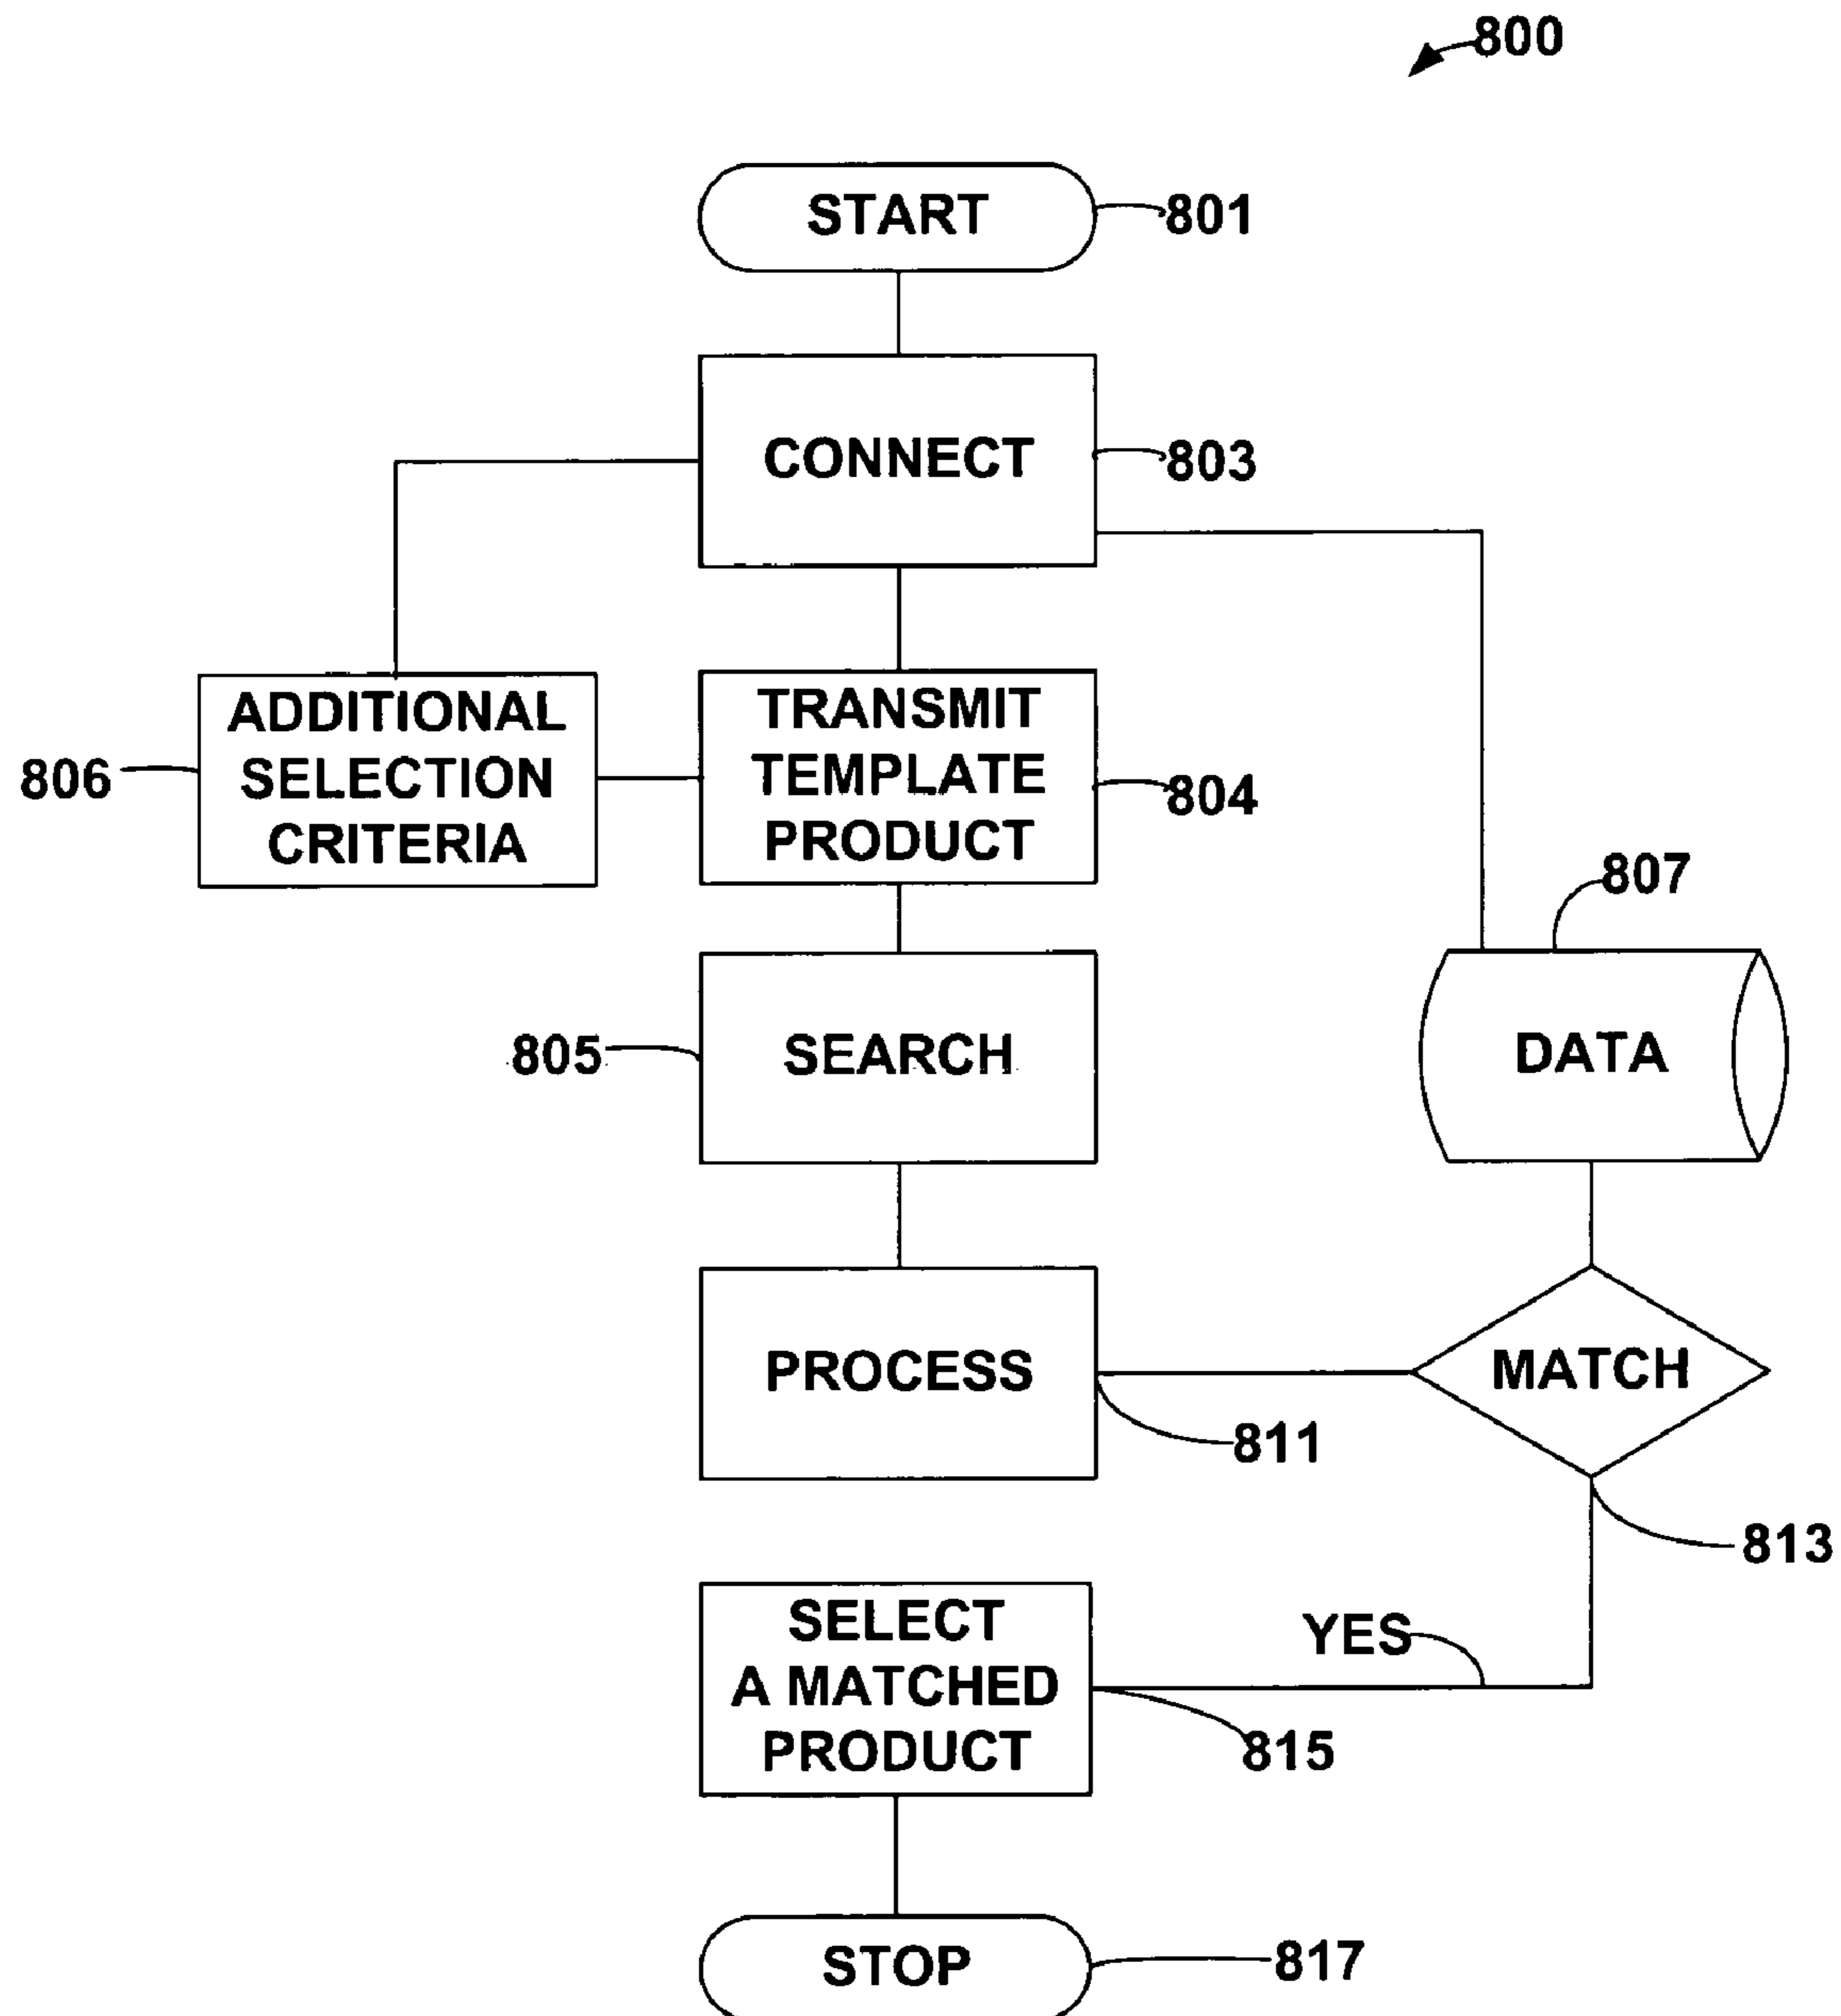 800
START
801
CONNECT
803
ADDITIONAL
SELECTION
CRITERIA
806
TRANSMIT
TEMPLATE
PRODUCT
804
807
805
SEARCH
DATA
PROCESS
811
MATCH
813
SELECT
A MATCHED
PRODUCT
YES
815
STOP
817